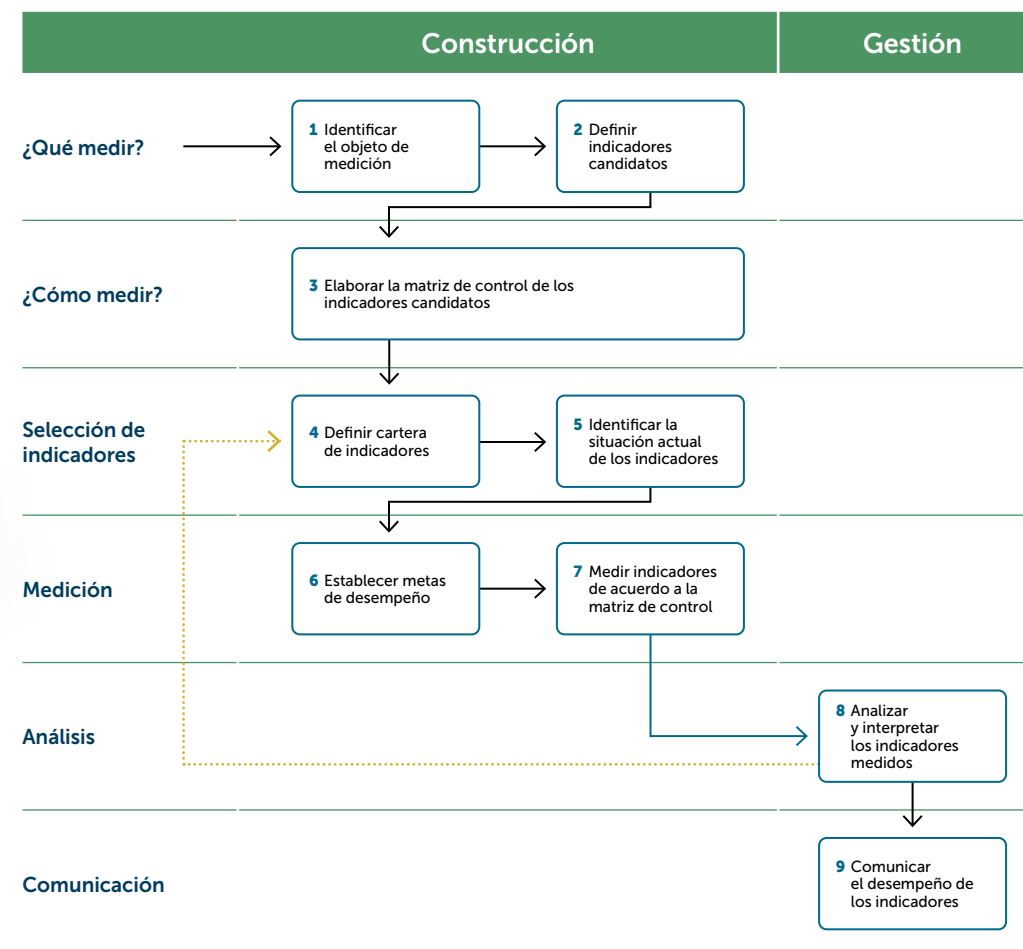 Construcción
Gestión
¿Qué medir?
1 Identificar
el objeto de
medición
2 Definir
indicadores
candidatos
¿Cómo medir?
3 Elaborar la matriz de control de los
indicadores candidatos
Selección de
indicadores
4 Definir cartera
de indicadores
5 Identificar la
situación actual
de los indicadores
Medición
6 Establecer metas
de desempeño
7 Medir indicadores
de acuerdo a la
matriz de control
Análisis
8 Analizar
y interpretar
los indicadores
medidos
Comunicación
9 Comunicar
el desempeño de
los indicadores